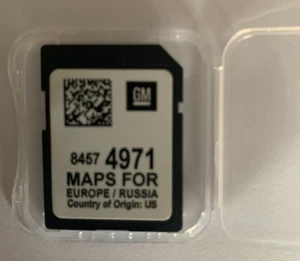 GM
8457 4971
MAPS FOR
EUROPE / RUSSIA
Country of Origin: US